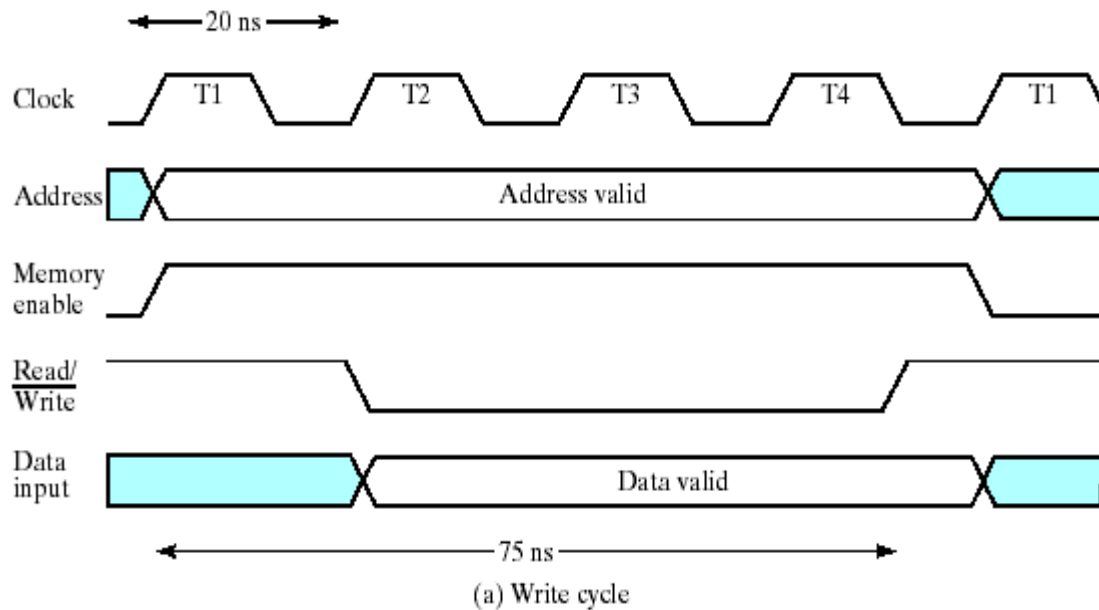 20 ns
Clock
T1
T2
T3
T4
T1
Address
Address valid
Memory
enable
Read/
Write
Data
input
Data valid
75 ns
(a) Write cycle